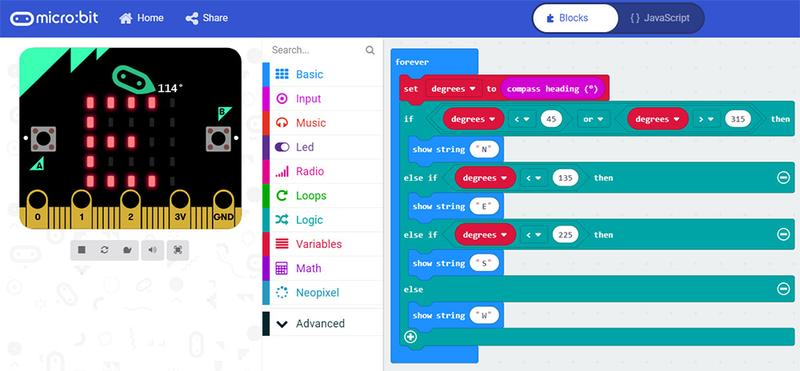 micro:bit Home Share Blocks {} JavaScript
Search...
114°
B
A
0 1 2 3V GND
Basic
Input
Music
Led
Radio
Loops
Logic
Variables
Math
Neopixel
Advanced
forever
set degrees to compass heading (°)
if degrees < 45 or degrees > 315 then
show string "N"
else if degrees < 135 then
show string "E"
else if degrees < 225 then
show string "S"
else
show string "W"